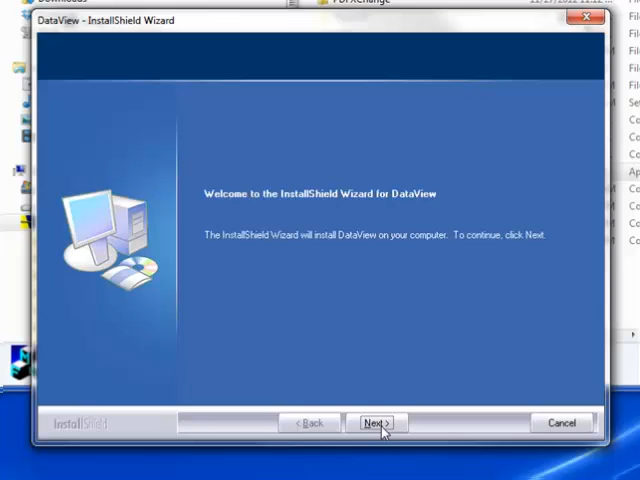 Downloads
PDFXChange
DataView - InstallShield Wizard
Welcome to the InstallShield Wizard for DataView
The InstallShield Wizard will install DataView on your computer. To continue, click Next.
InstallShield
< Back
Next >
Cancel